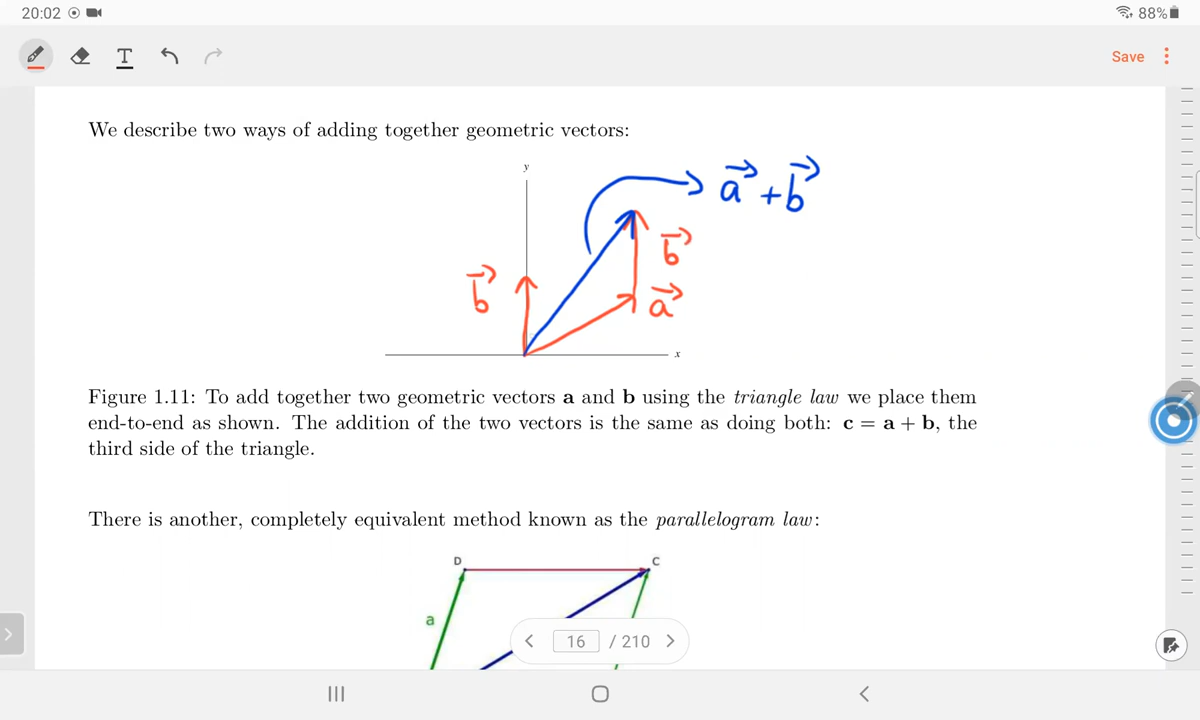 20:02
88%
T
Save
We describe two ways of adding together geometric vectors:
y
a⃗ + b⃗
b⃗
b⃗
a⃗
x
Figure 1.11: To add together two geometric vectors a and b using the triangle law we place them
end-to-end as shown. The addition of the two vectors is the same as doing both: c = a + b, the
third side of the triangle.
There is another, completely equivalent method known as the parallelogram law:
D
C
a
16 / 210